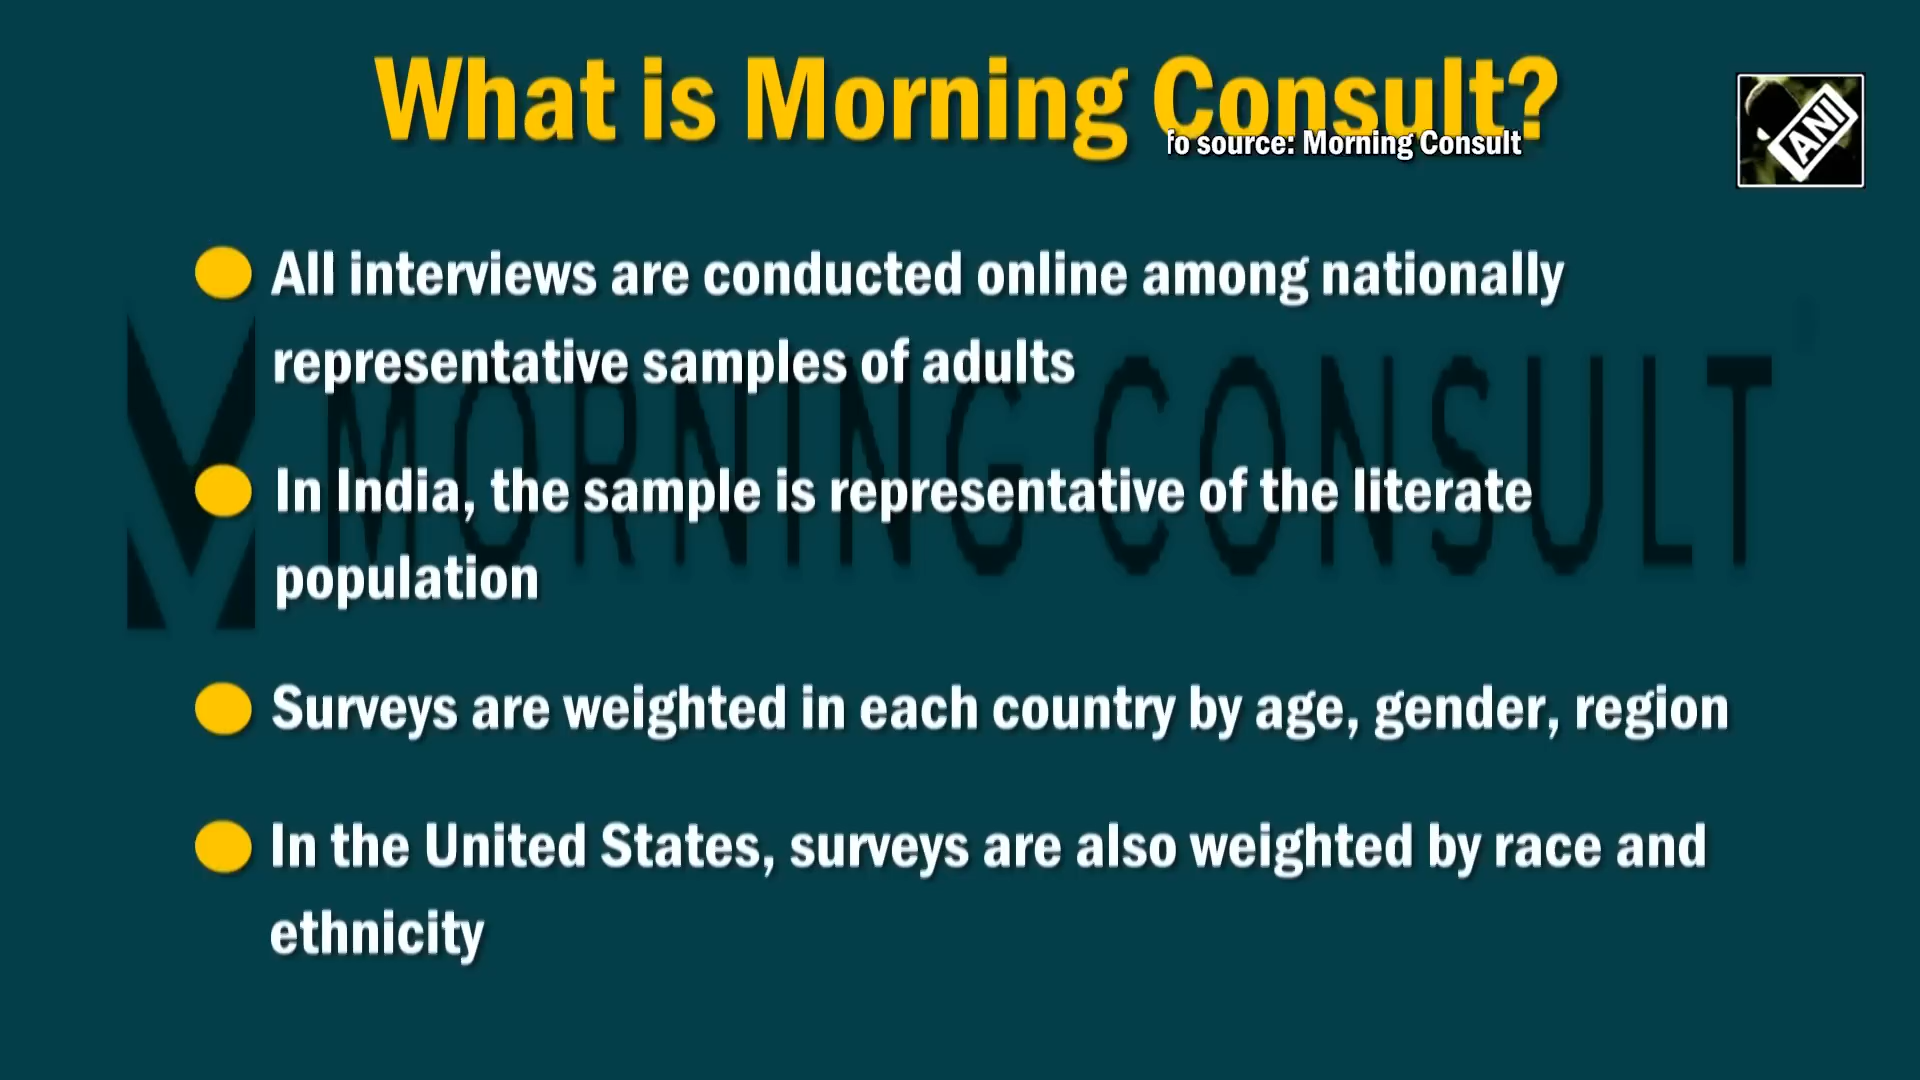 What is Morning Consult?
fo source: Morning Consult
ANI
All interviews are conducted online among nationally
representative samples of adults
MORNING CONSULT
In India, the sample is representative of the literate
population
Surveys are weighted in each country by age, gender, region
In the United States, surveys are also weighted by race and
ethnicity